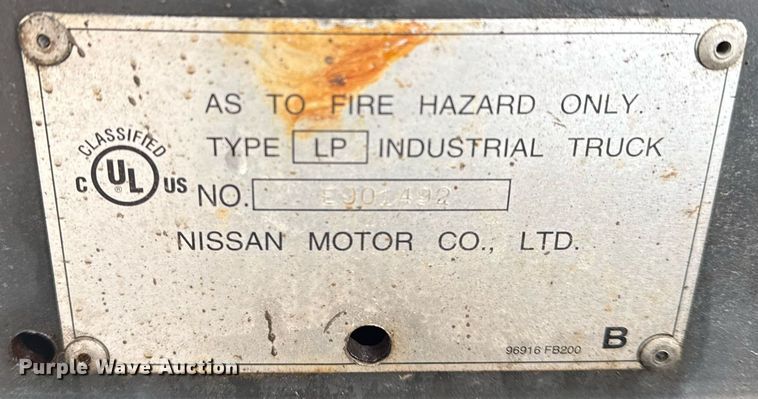 AS TO FIRE HAZARD ONLY.
CLASSIFIED
C UL ® US
TYPE LP INDUSTRIAL TRUCK
NO. E901492
NISSAN MOTOR CO., LTD.
96916 FB200 B
Purple Wave Auction